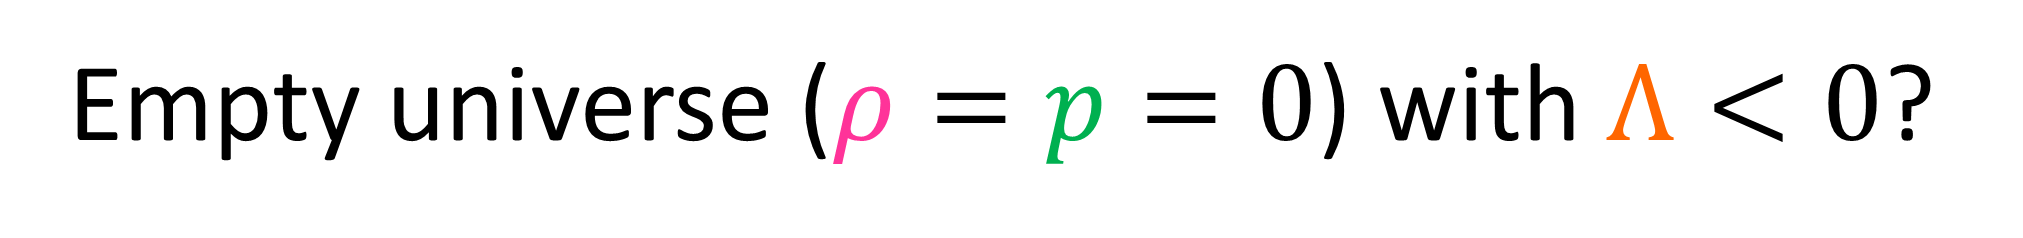 Empty universe (ρ = p = 0) with Λ < 0?